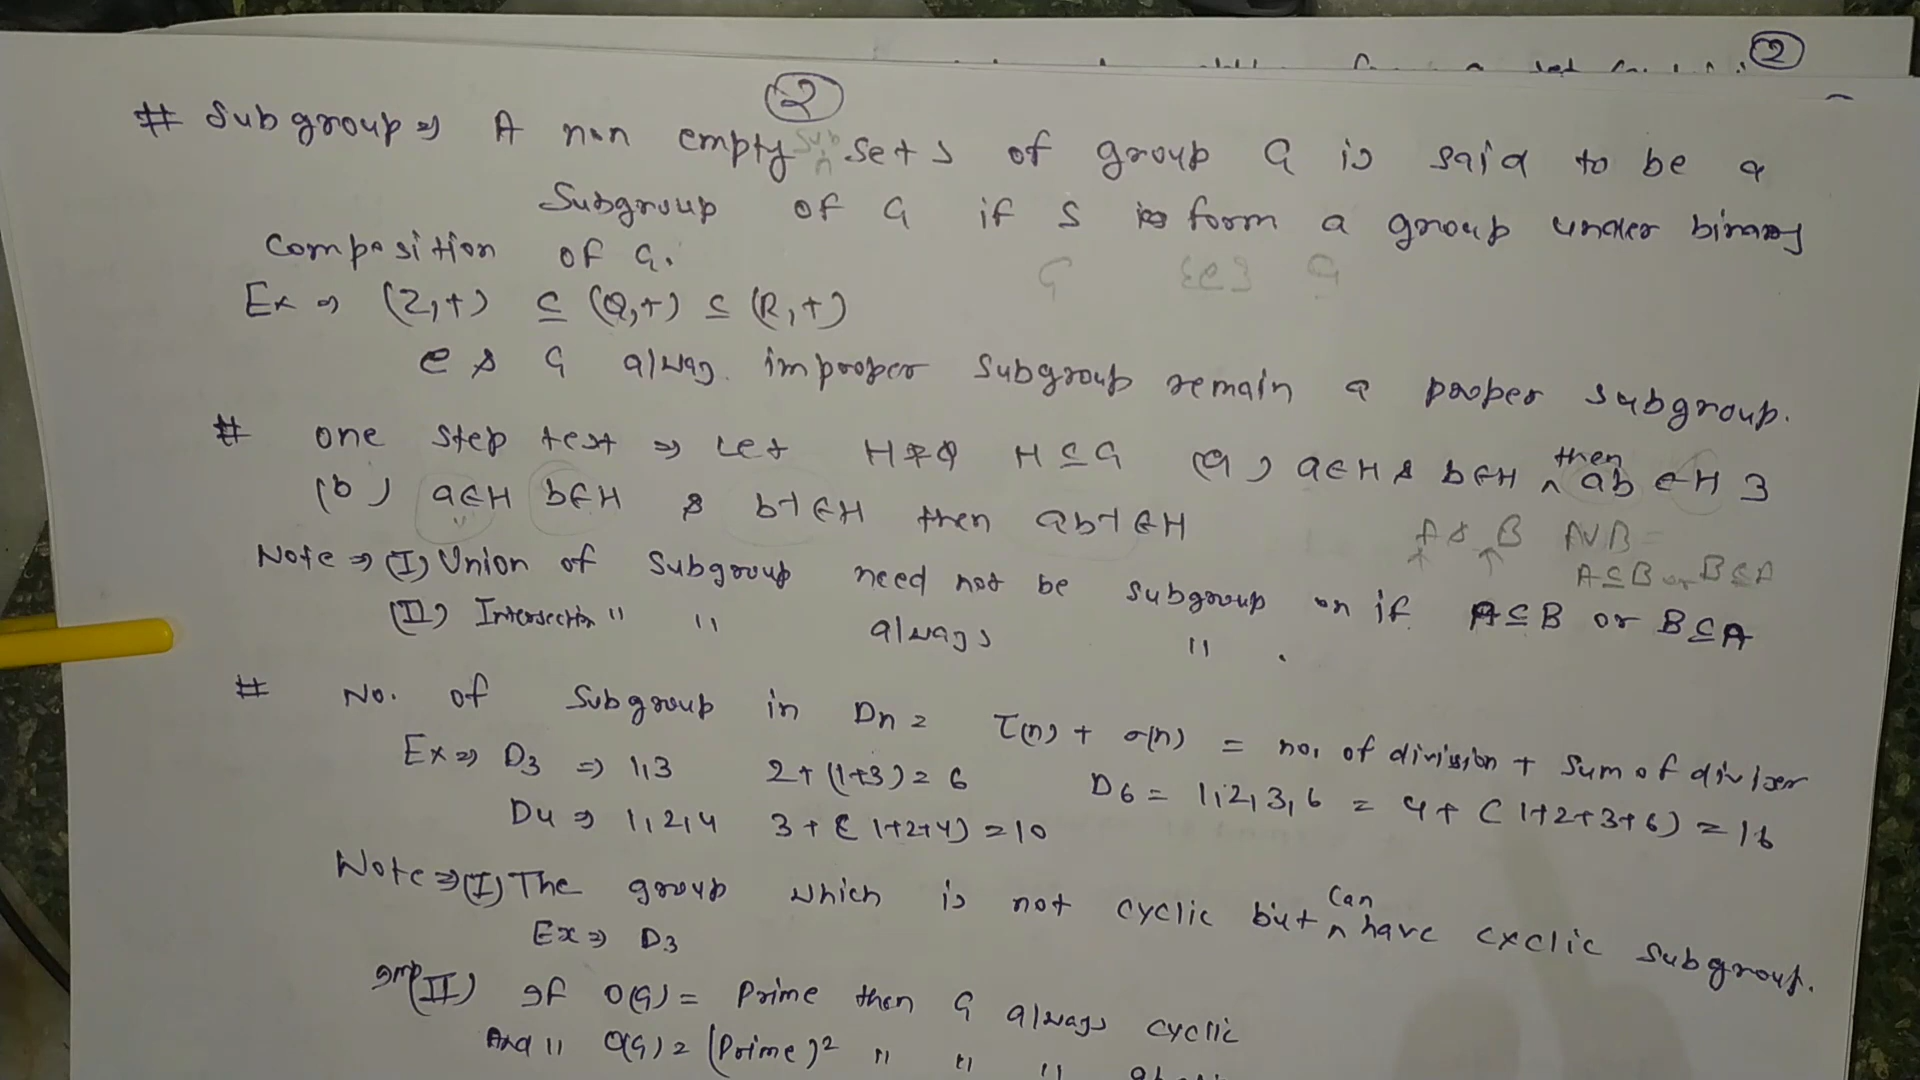 2
2
# Subgroup ⇒ A non empty sub set S of group G is said to be a
Subgroup of G if S form a group under binary
Composition of G.
G {e} G
Ex ⇒ (Z,+) ⊆ (Q,+) ⊆ (R,+)
e & G alway. improper subgroup remain a proper subgroup.
# one step test ⇒ Let H≠Φ H⊆G (a) a∈H & b∈H then ab ∈H }
(b) a∈H b∈H & b⁻¹∈H then ab⁻¹∈H
A & B A∪B =
A⊆B or B⊆A
Note ⇒ (I) Union of Subgroup need not be subgroup on if A⊆B or B⊆A
(II) Intersection " " always " .
# No. of Subgroup in Dn = τ(n) + σ(n) = no. of division + Sum of divisor
Ex ⇒ D3 ⇒ 1,3 2+(1+3) = 6 D6 = 1,2,3,6 = 4+ (1+2+3+6) = 16
D4 ⇒ 1,2,4 3+(1+2+4) = 10
Note ⇒ (I) The group which is not cyclic but can have cyclic subgroup.
Ex ⇒ D3
Imp (II) If O(G) = Prime then G always cyclic
And " O(G) = (Prime)² " " "